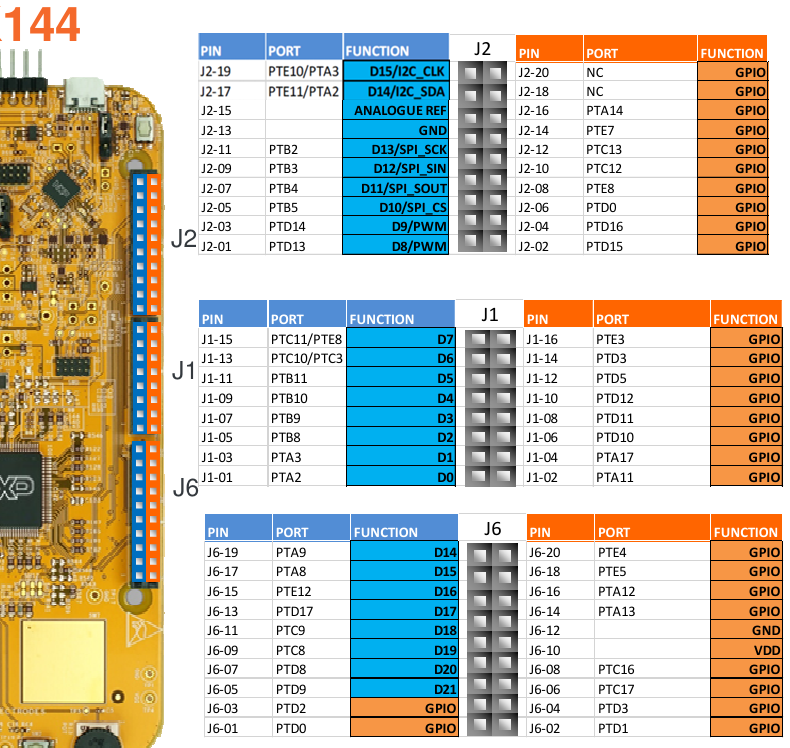 144
PIN PORT FUNCTION J2 PIN PORT FUNCTION
J2-19 PTE10/PTA3 D15/I2C_CLK J2-20 NC GPIO
J2-17 PTE11/PTA2 D14/I2C_SDA J2-18 NC GPIO
J2-15 ANALOGUE REF J2-16 PTA14 GPIO
J2-13 GND J2-14 PTE7 GPIO
J2-11 PTB2 D13/SPI_SCK J2-12 PTC13 GPIO
J2-09 PTB3 D12/SPI_SIN J2-10 PTC12 GPIO
J2-07 PTB4 D11/SPI_SOUT J2-08 PTE8 GPIO
J2-05 PTB5 D10/SPI_CS J2-06 PTD0 GPIO
J2-03 PTD14 D9/PWM J2-04 PTD16 GPIO
J2-01 PTD13 D8/PWM J2-02 PTD15 GPIO
J2
PIN PORT FUNCTION J1 PIN PORT FUNCTION
J1-15 PTC11/PTE8 D7 J1-16 PTE3 GPIO
J1-13 PTC10/PTC3 D6 J1-14 PTD3 GPIO
J1-11 PTB11 D5 J1-12 PTD5 GPIO
J1-09 PTB10 D4 J1-10 PTD12 GPIO
J1-07 PTB9 D3 J1-08 PTD11 GPIO
J1-05 PTB8 D2 J1-06 PTD10 GPIO
J1-03 PTA3 D1 J1-04 PTA17 GPIO
J1-01 PTA2 D0 J1-02 PTA11 GPIO
J1
J6
PIN PORT FUNCTION J6 PIN PORT FUNCTION
J6-19 PTA9 D14 J6-20 PTE4 GPIO
J6-17 PTA8 D15 J6-18 PTE5 GPIO
J6-15 PTE12 D16 J6-16 PTA12 GPIO
J6-13 PTD17 D17 J6-14 PTA13 GPIO
J6-11 PTC9 D18 J6-12 GND
J6-09 PTC8 D19 J6-10 VDD
J6-07 PTD8 D20 J6-08 PTC16 GPIO
J6-05 PTD9 D21 J6-06 PTC17 GPIO
J6-03 PTD2 GPIO J6-04 PTD3 GPIO
J6-01 PTD0 GPIO J6-02 PTD1 GPIO